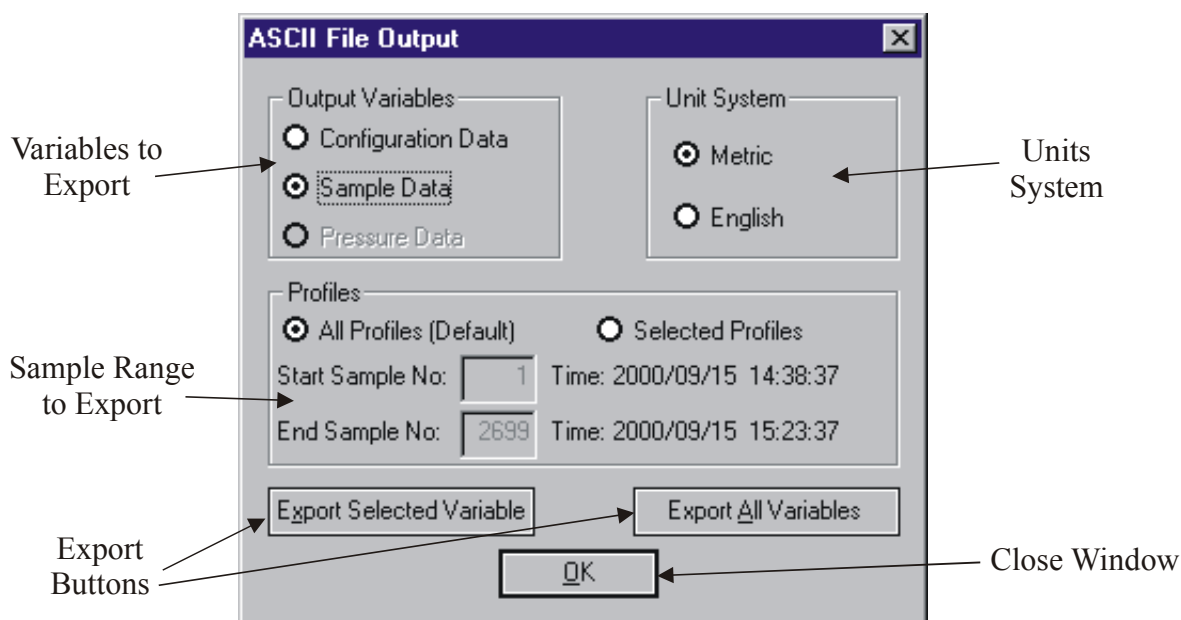 ASCII File Output
Output Variables
Configuration Data
Sample Data
Pressure Data
Unit System
Metric
English
Variables to
Export
Units
System
Profiles
All Profiles (Default)
Selected Profiles
Start Sample No: 1 Time: 2000/09/15 14:38:37
End Sample No: 2699 Time: 2000/09/15 15:23:37
Sample Range
to Export
Export Selected Variable
Export All Variables
OK
Export
Buttons
Close Window